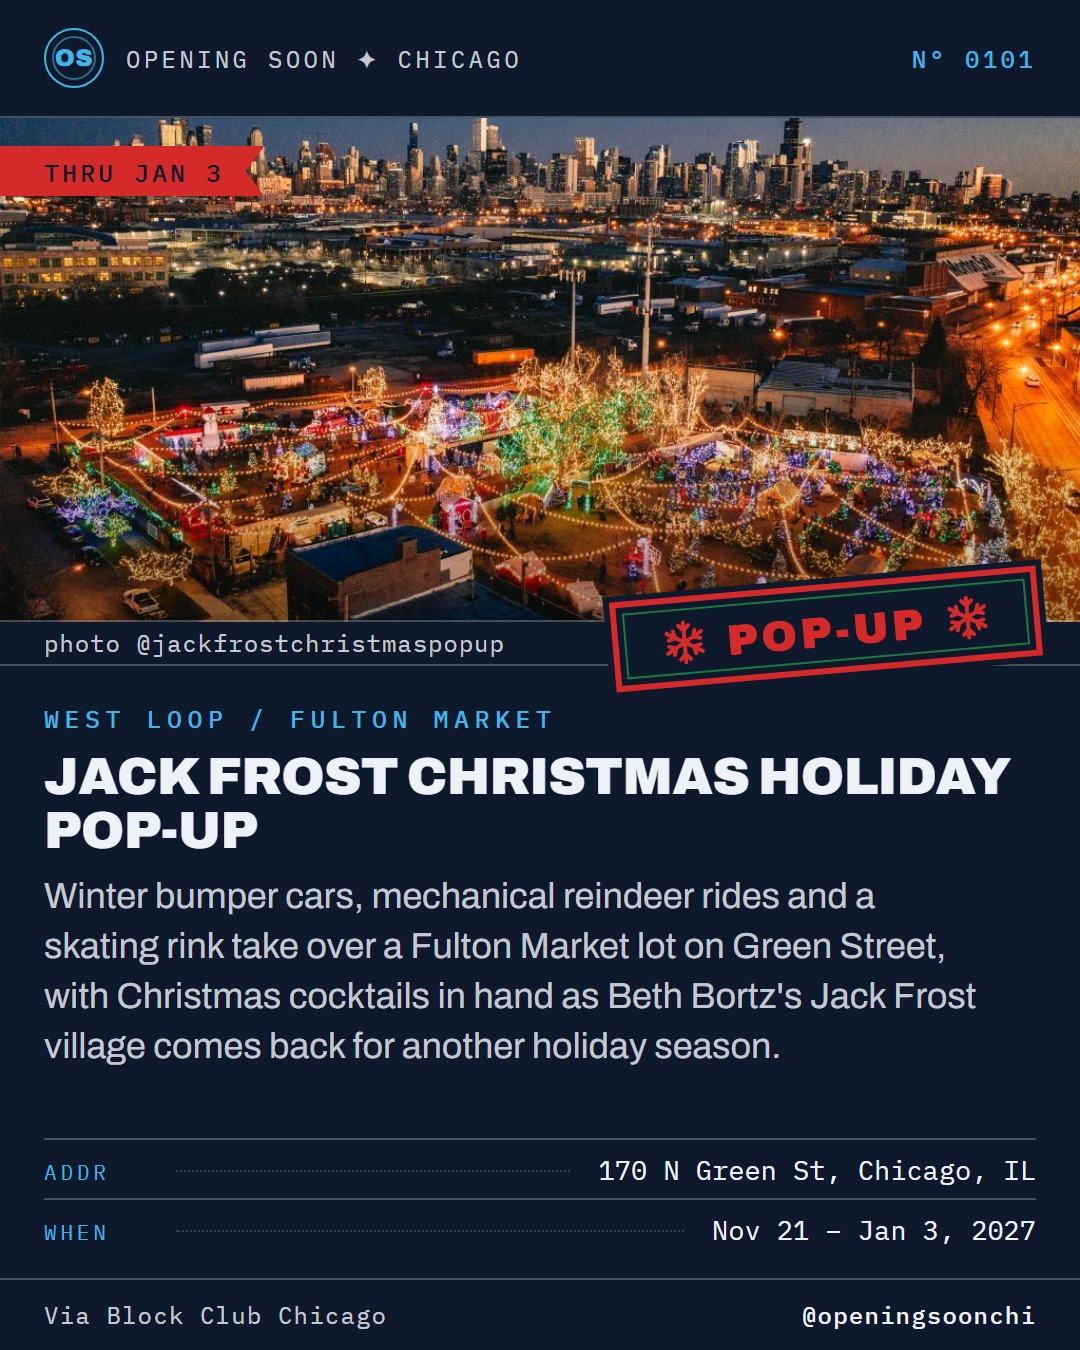 OS OPENING SOON ✦ CHICAGO
N° 0101
THRU JAN 3
photo @jackfrostchristmaspopup
❄ POP-UP ❄
WEST LOOP / FULTON MARKET
JACK FROST CHRISTMAS HOLIDAY
POP-UP
Winter bumper cars, mechanical reindeer rides and a
skating rink take over a Fulton Market lot on Green Street,
with Christmas cocktails in hand as Beth Bortz's Jack Frost
village comes back for another holiday season.
ADDR 170 N Green St, Chicago, IL
WHEN Nov 21 – Jan 3, 2027
Via Block Club Chicago
@openingsoonchi